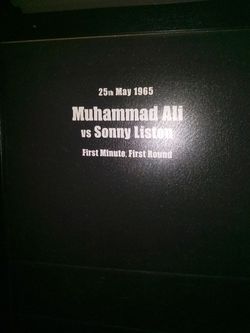 25th May 1965
Muhammad Ali
vs Sonny Liston
First Minute, First Round